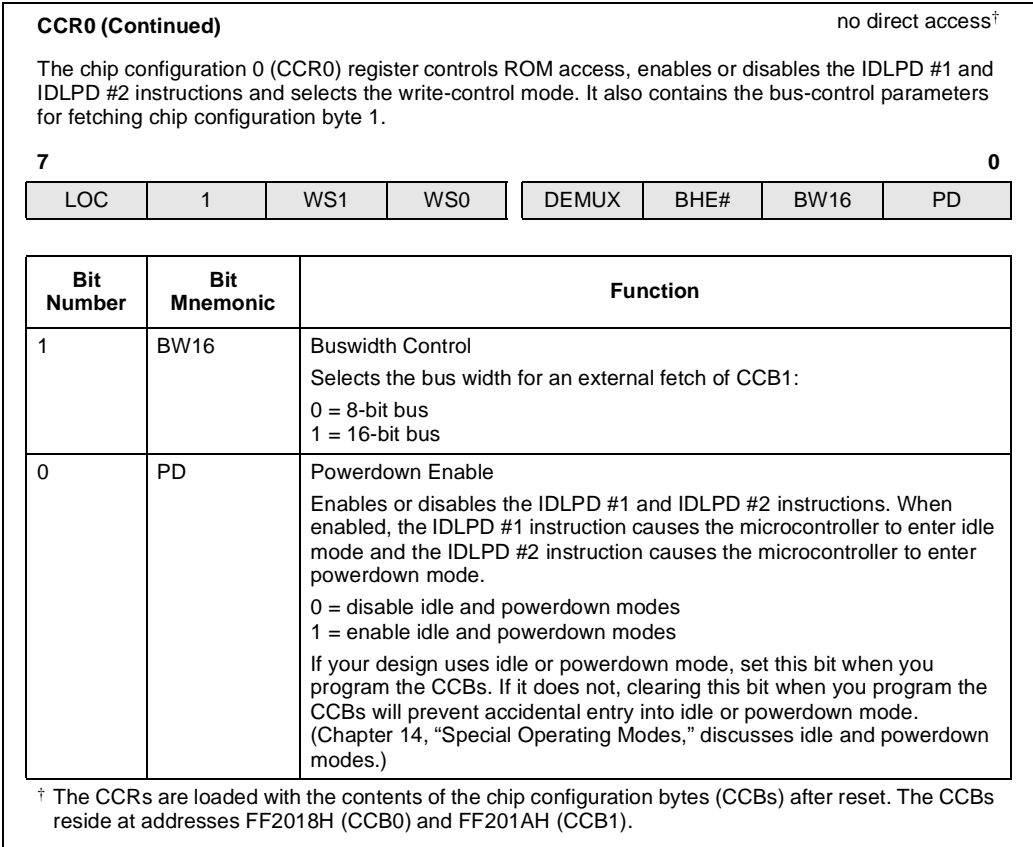 CCR0 (Continued)
no direct access†
The chip configuration 0 (CCR0) register controls ROM access, enables or disables the IDLPD #1 and
IDLPD #2 instructions and selects the write-control mode. It also contains the bus-control parameters
for fetching chip configuration byte 1.
7 0
LOC 1 WS1 WS0 DEMUX BHE# BW16 PD
Bit Number Bit Mnemonic Function
1 BW16 Buswidth Control
Selects the bus width for an external fetch of CCB1:
0 = 8-bit bus
1 = 16-bit bus
0 PD Powerdown Enable
Enables or disables the IDLPD #1 and IDLPD #2 instructions. When
enabled, the IDLPD #1 instruction causes the microcontroller to enter idle
mode and the IDLPD #2 instruction causes the microcontroller to enter
powerdown mode.
0 = disable idle and powerdown modes
1 = enable idle and powerdown modes
If your design uses idle or powerdown mode, set this bit when you
program the CCBs. If it does not, clearing this bit when you program the
CCBs will prevent accidental entry into idle or powerdown mode.
(Chapter 14, “Special Operating Modes,” discusses idle and powerdown
modes.)
† The CCRs are loaded with the contents of the chip configuration bytes (CCBs) after reset. The CCBs
reside at addresses FF2018H (CCB0) and FF201AH (CCB1).